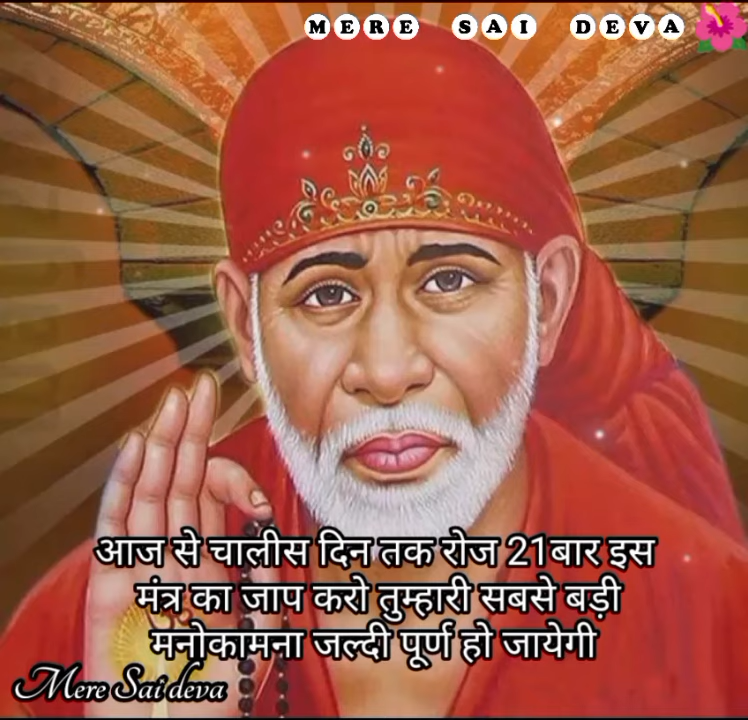 MERE SAI DEVA
आज से चालीस दिन तक रोज 21बार इस
मंत्र का जाप करो तुम्हारी सबसे बड़ी
मनोकामना जल्दी पूर्ण हो जायेगी
Mere Sai deva
ॐ